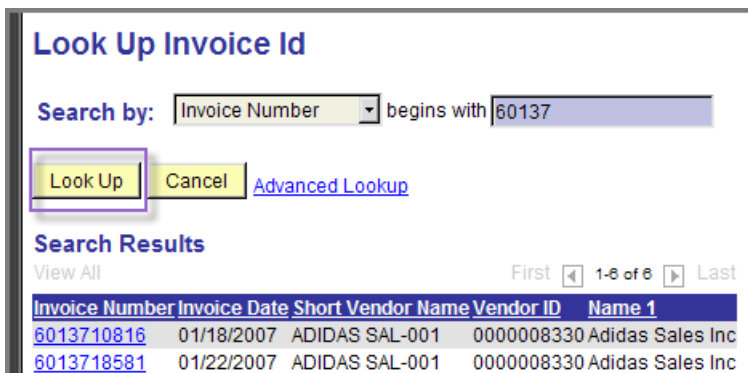 Look Up Invoice Id
Search by: Invoice Number begins with 60137
Look Up Cancel Advanced Lookup
Search Results
View All First 1-6 of 6 Last
Invoice Number Invoice Date Short Vendor Name Vendor ID Name 1
6013710816 01/18/2007 ADIDAS SAL-001 0000008330 Adidas Sales Inc
6013718581 01/22/2007 ADIDAS SAL-001 0000008330 Adidas Sales Inc